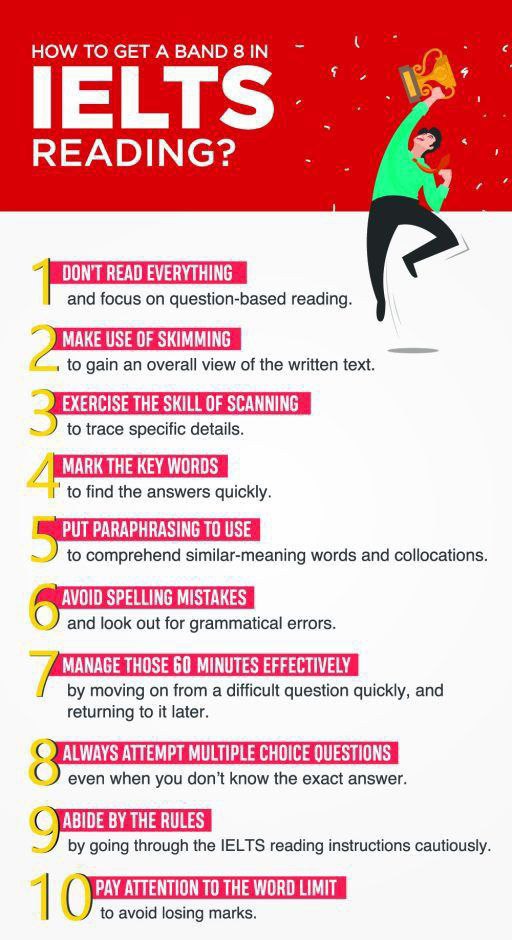 HOW TO GET A BAND 8 IN
IELTS
READING?
1 DON'T READ EVERYTHING
and focus on question-based reading.
2 MAKE USE OF SKIMMING
to gain an overall view of the written text.
3 EXERCISE THE SKILL OF SCANNING
to trace specific details.
4 MARK THE KEY WORDS
to find the answers quickly.
5 PUT PARAPHRASING TO USE
to comprehend similar-meaning words and collocations.
6 AVOID SPELLING MISTAKES
and look out for grammatical errors.
7 MANAGE THOSE 60 MINUTES EFFECTIVELY
by moving on from a difficult question quickly, and
returning to it later.
8 ALWAYS ATTEMPT MULTIPLE CHOICE QUESTIONS
even when you don't know the exact answer.
9 ABIDE BY THE RULES
by going through the IELTS reading instructions cautiously.
10 PAY ATTENTION TO THE WORD LIMIT
to avoid losing marks.